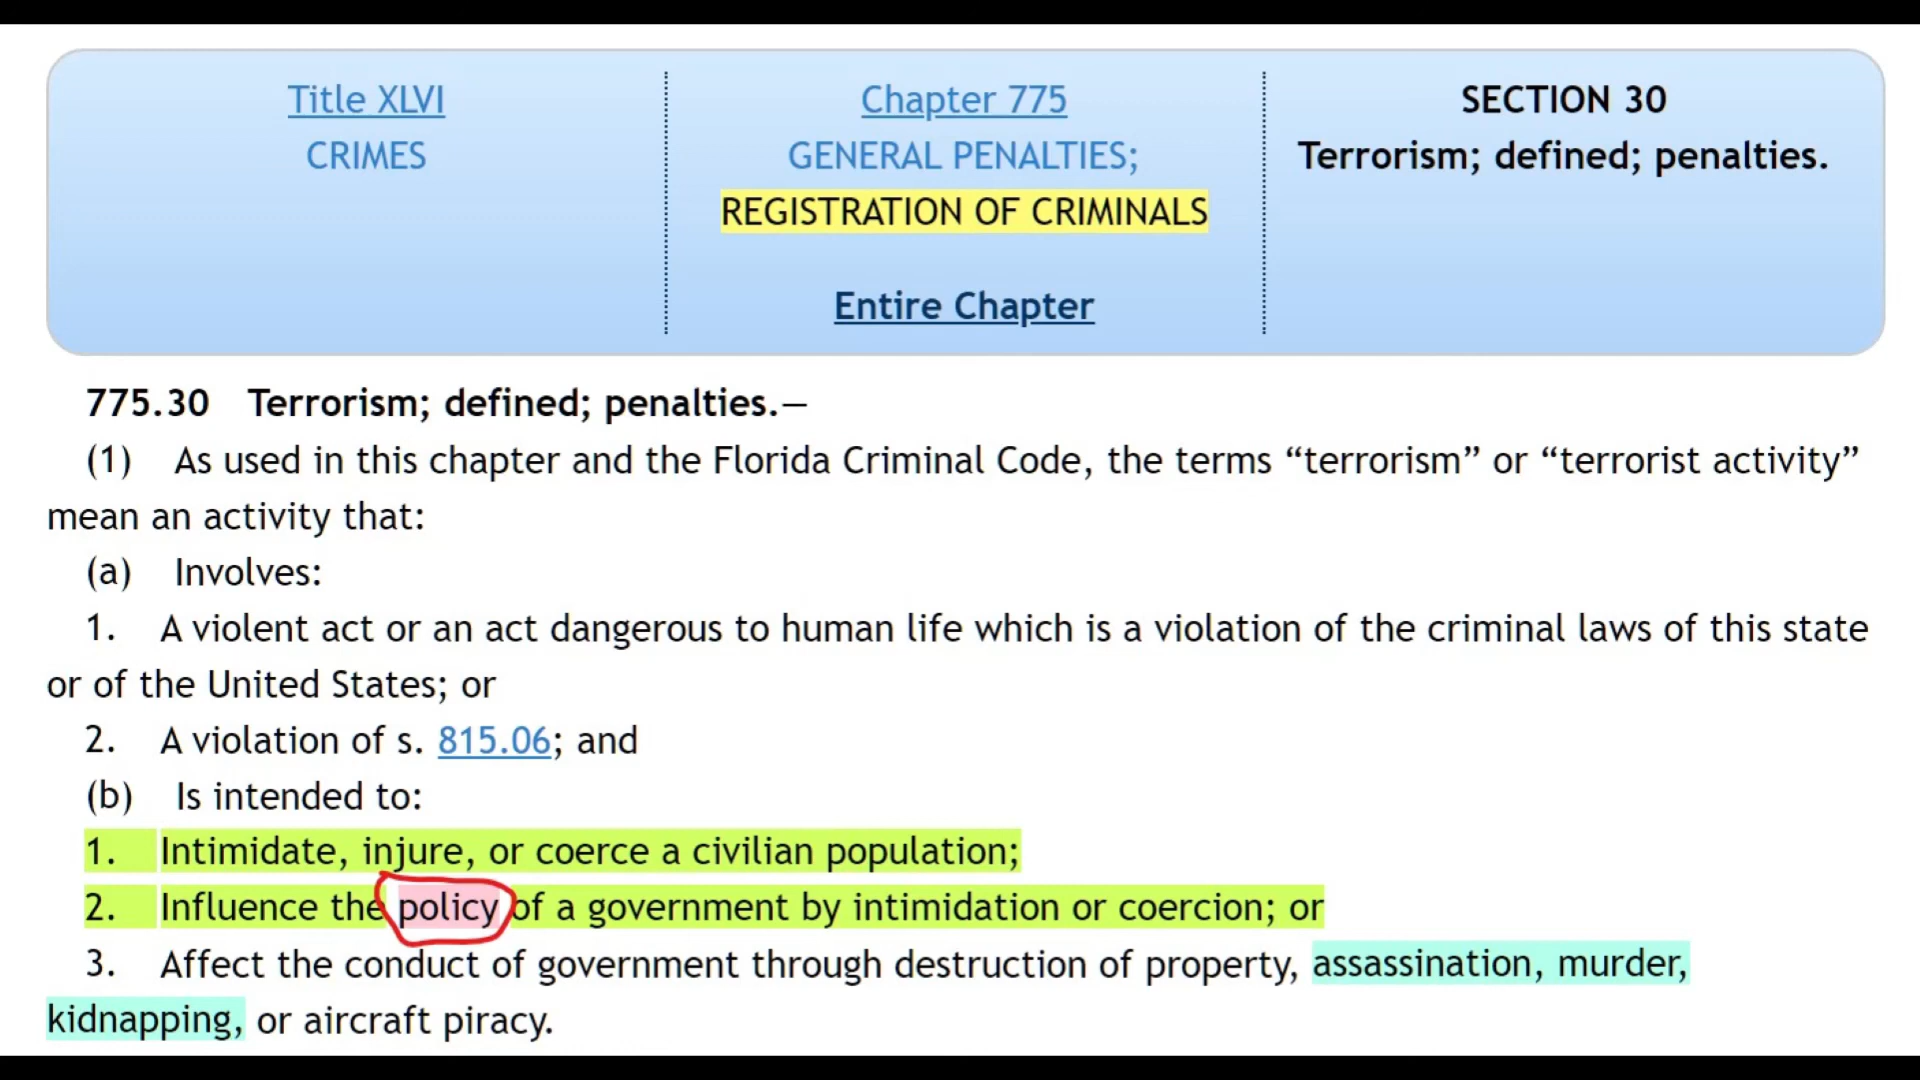 Title XLVI
CRIMES
Chapter 775
GENERAL PENALTIES;
REGISTRATION OF CRIMINALS
Entire Chapter
SECTION 30
Terrorism; defined; penalties.
775.30 Terrorism; defined; penalties.—
(1) As used in this chapter and the Florida Criminal Code, the terms “terrorism” or “terrorist activity”
mean an activity that:
(a) Involves:
1. A violent act or an act dangerous to human life which is a violation of the criminal laws of this state
or of the United States; or
2. A violation of s. 815.06; and
(b) Is intended to:
1. Intimidate, injure, or coerce a civilian population;
2. Influence the policy of a government by intimidation or coercion; or
3. Affect the conduct of government through destruction of property, assassination, murder,
kidnapping, or aircraft piracy.